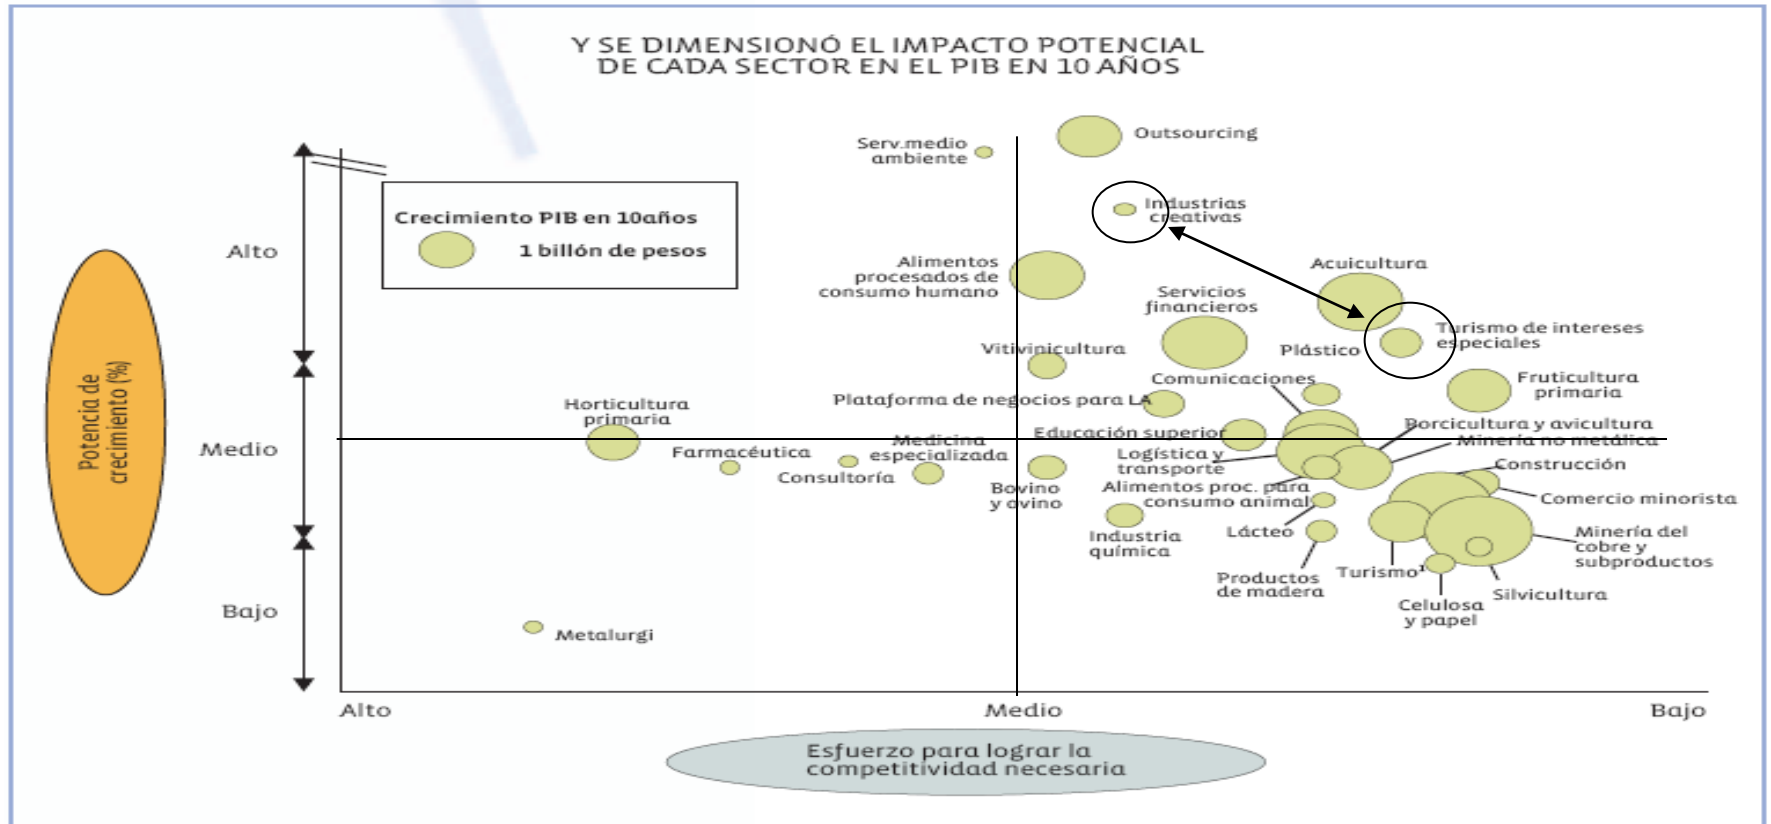 Y SE DIMENSIONÓ EL IMPACTO POTENCIAL
DE CADA SECTOR EN EL PIB EN 10 AÑOS
Serv.medio
ambiente
Outsourcing
Crecimiento PIB en 10años
1 billón de pesos
Industrias
creativas
Alto
Alimentos
procesados de
consumo humano
Acuicultura
Servicios
financieros
Turismo de intereses
especiales
Vitivinicultura
Plástico
Potencia de
crecimiento (%)
Comunicaciones
Fruticultura
primaria
Plataforma de negocios para LA
Horticultura
primaria
Porcicultura y avicultura
Educación superior
Minería no metálica
Medio
Farmacéutica
Medicina
especializada
Consultoría
Logística y
transporte
Construcción
Bovino
y ovino
Alimentos proc. para
consumo animal
Comercio minorista
Industria
química
Lácteo
Minería del
cobre y
subproductos
Productos
de madera
Turismo¹
Silvicultura
Celulosa
y papel
Bajo
Metalurgi
Alto
Medio
Bajo
Esfuerzo para lograr la
competitividad necesaria